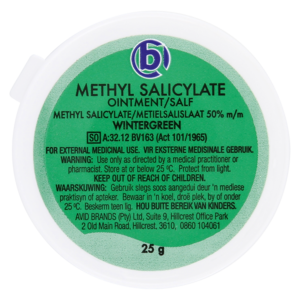 b
METHYL SALICYLATE
OINTMENT/SALF
METHYL SALICYLATE/METIELSALISLAAT 50% m/m
WINTERGREEN
S0 A:32.12 BV163 (Act 101/1965)
FOR EXTERNAL MEDICINAL USE. VIR EKSTERNE MEDISINALE GEBRUIK.
WARNING: Use only as directed by a medical practitioner or
pharmacist. Store at or below 25 °C. Protect from light.
KEEP OUT OF REACH OF CHILDREN.
WAARSKUWING: Gebruik slegs soos aangedui deur 'n mediese
praktisyn of apteker. Bewaar in 'n koel, droë plek, by of onder
25 °C. Beskerm teen lig. HOU BUITE BEREIK VAN KINDERS.
AVID BRANDS (Pty) Ltd, Suite 9, Hillcrest Office Park
2 Old Main Road, Hillcrest, 3610, 0860 104061
25 g